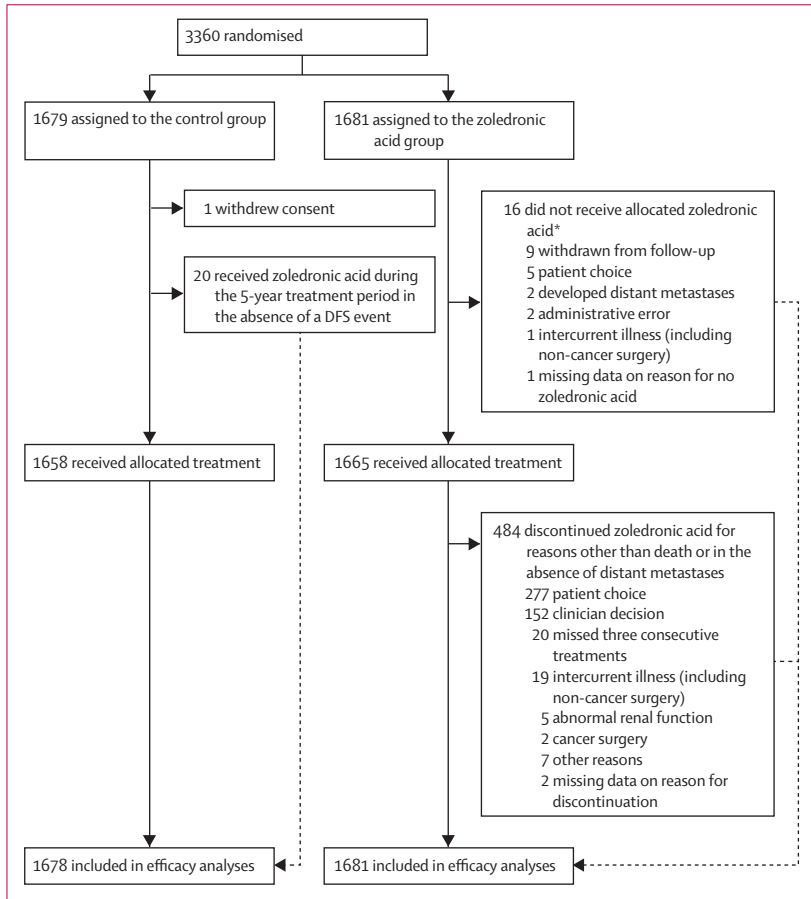 3360 randomised
1679 assigned to the control group
1681 assigned to the zoledronic
acid group
1 withdrew consent
20 received zoledronic acid during
the 5-year treatment period in
the absence of a DFS event
16 did not receive allocated zoledronic
acid*
9 withdrawn from follow-up
5 patient choice
2 developed distant metastases
2 administrative error
1 intercurrent illness (including
non-cancer surgery)
1 missing data on reason for no
zoledronic acid
1658 received allocated treatment
1665 received allocated treatment
484 discontinued zoledronic acid for
reasons other than death or in the
absence of distant metastases
277 patient choice
152 clinician decision
20 missed three consecutive
treatments
19 intercurrent illness (including
non-cancer surgery)
5 abnormal renal function
2 cancer surgery
7 other reasons
2 missing data on reason for
discontinuation
1678 included in efficacy analyses
1681 included in efficacy analyses